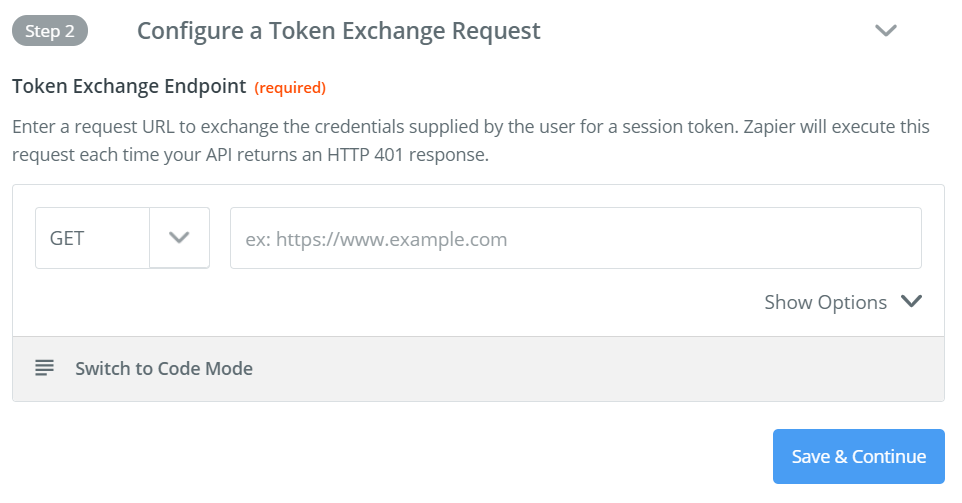 Step 2
Configure a Token Exchange Request
Token Exchange Endpoint (required)
Enter a request URL to exchange the credentials supplied by the user for a session token. Zapier will execute this
request each time your API returns an HTTP 401 response.
GET
ex: https://www.example.com
Show Options
Switch to Code Mode
Save & Continue